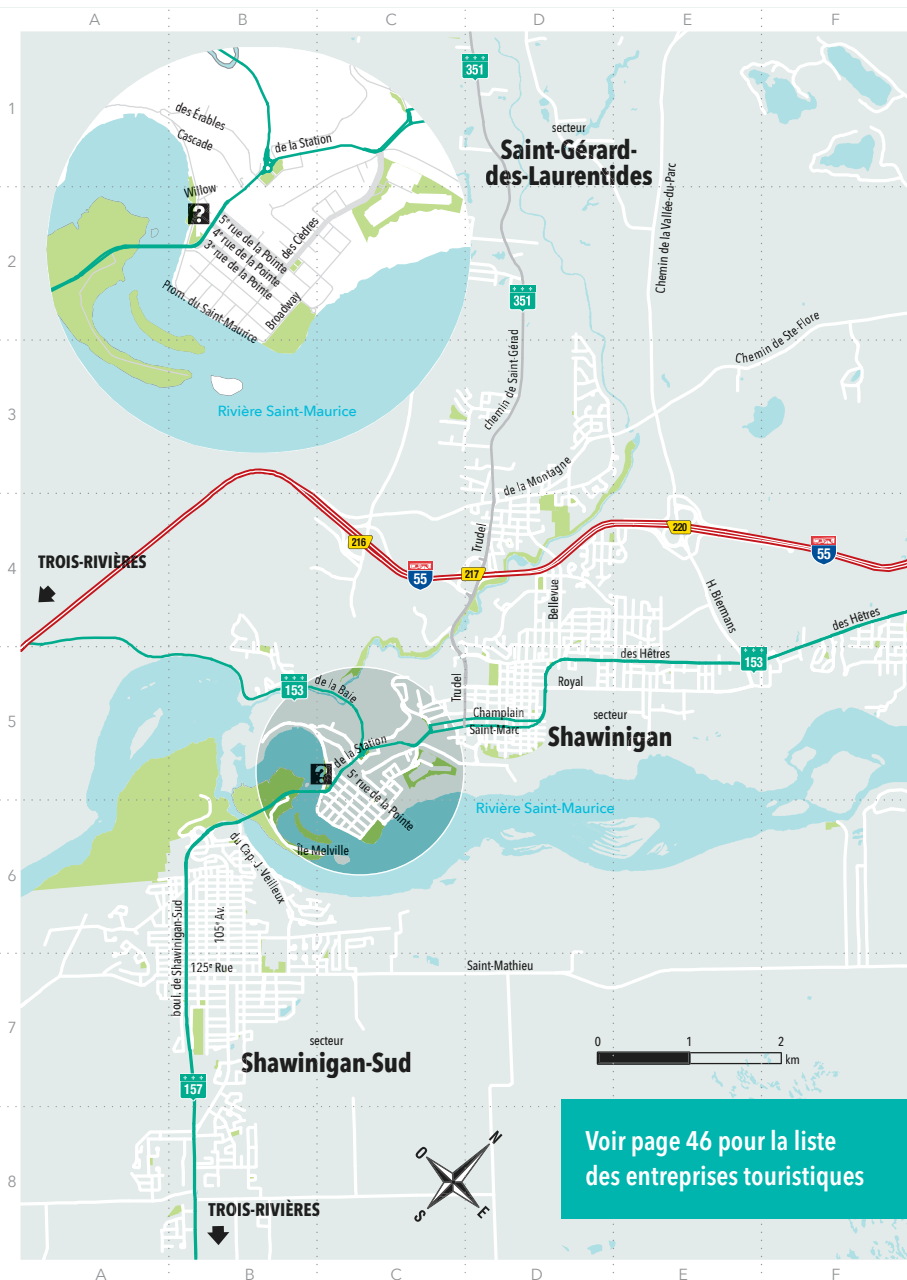 A
B
C
D
E
F
1
2
3
4
5
6
7
8
351
secteur
Saint-Gérard-
des-Laurentides
des Érables
Cascade
de la Station
Willow
?
5e rue de la Pointe
4e rue de la Pointe
3e rue de la Pointe
des Cèdres
Prom. du Saint-Maurice
Broadway
Rivière Saint-Maurice
Chemin de la Vallée-du-Parc
351
chemin de Saint-Gérad
Chemin de Ste-Flore
de la Montagne
Trudel
216
55
217
220
55
TROIS-RIVIÈRES
Bellevue
H. Biermans
des Hêtres
153
des Hêtres
Royal
153
de la Baie
Trudel
Champlain
Saint-Marc
secteur
Shawinigan
de la Station
?
5e rue de la Pointe
Rivière Saint-Maurice
Île Melville
du Cap. J. Veilleux
boul. de Shawinigan-Sud
105e Av.
125e Rue
Saint-Mathieu
secteur
Shawinigan-Sud
157
0 1 2
km
Voir page 46 pour la liste
des entreprises touristiques
N
O
S
E
TROIS-RIVIÈRES
A
B
C
D
E
F